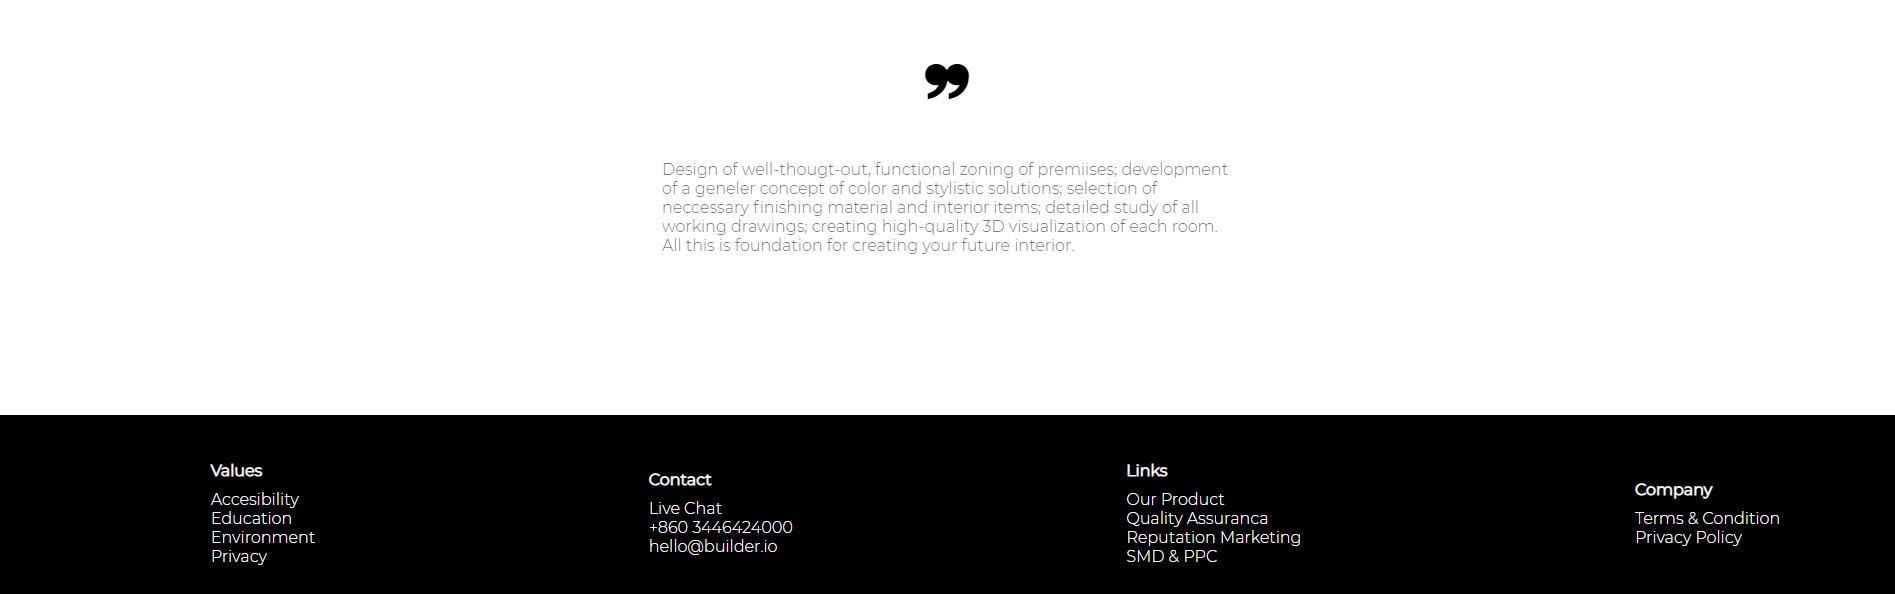 ”
Design of well-thougt-out, functional zoning of premiises; development
of a geneler concept of color and stylistic solutions; selection of
neccessary finishing material and interior items; detailed study of all
working drawings; creating high-quality 3D visualization of each room.
All this is foundation for creating your future interior.
Values
Accesibility
Education
Environment
Privacy
Contact
Live Chat
+860 3446424000
hello@builder.io
Links
Our Product
Quality Assuranca
Reputation Marketing
SMD & PPC
Company
Terms & Condition
Privacy Policy